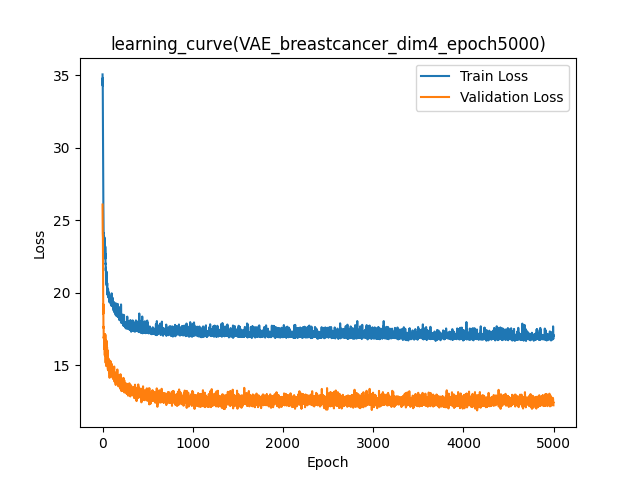 learning_curve(VAE_breastcancer_dim4_epoch5000)
Train Loss
Validation Loss
35
30
25
20
15
Loss
0 1000 2000 3000 4000 5000
Epoch